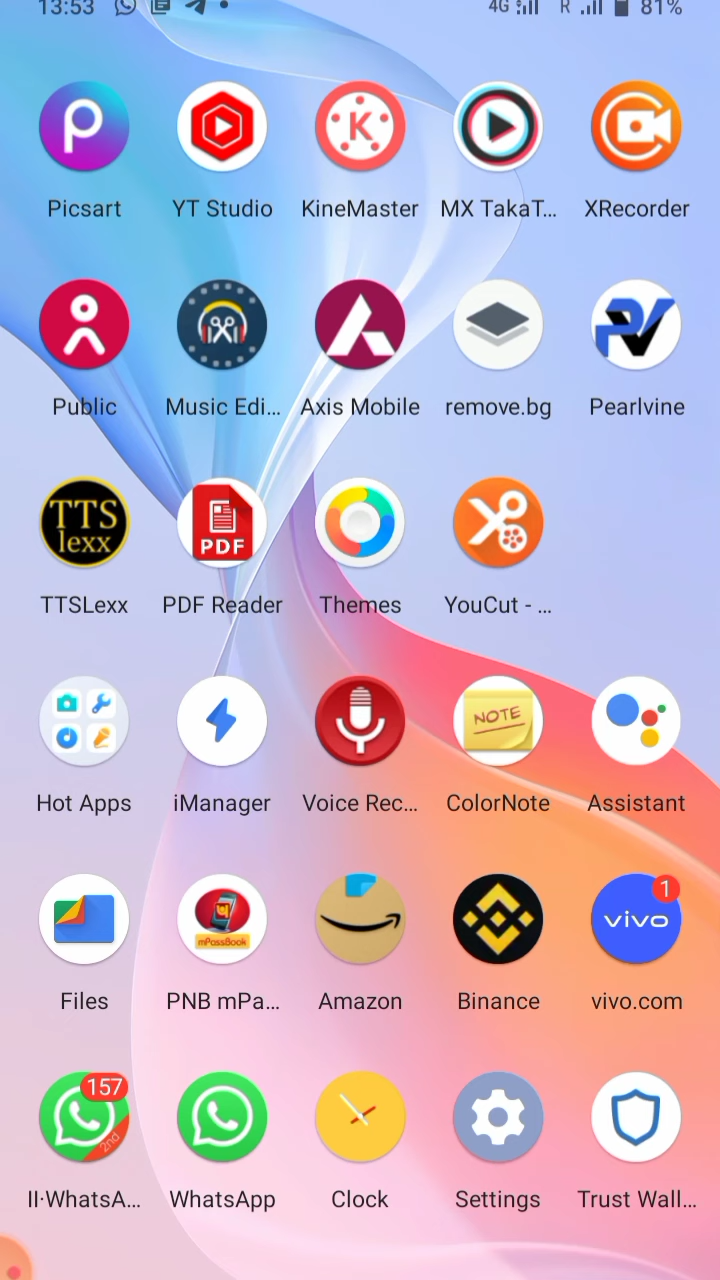 13:53 4G R 81%
Picsart YT Studio KineMaster MX TakaT... XRecorder
Public Music Edi... Axis Mobile remove.bg Pearlvine
TTS
lexx
PDF
TTSLexx PDF Reader Themes YouCut - ...
NOTE
Hot Apps iManager Voice Rec... ColorNote Assistant
1
vivo
mPassBook
Files PNB mPa... Amazon Binance vivo.com
157
2nd
II·WhatsA... WhatsApp Clock Settings Trust Wall...